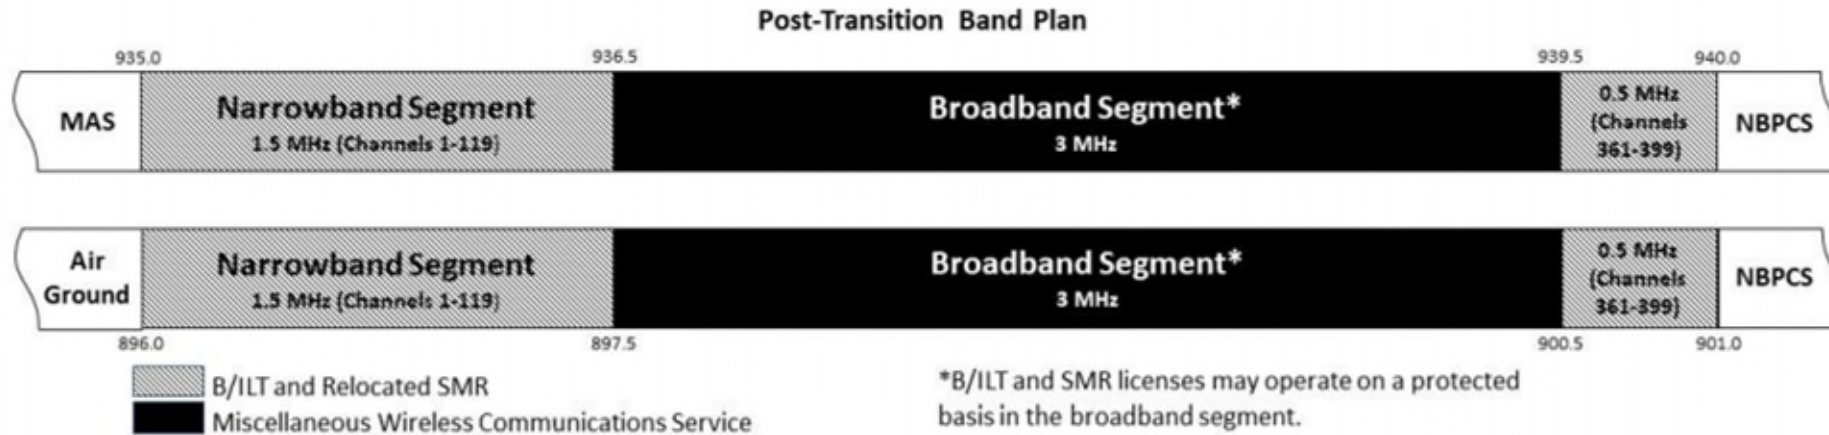 Post-Transition Band Plan
935.0 936.5 939.5 940.0
MAS
Narrowband Segment
1.5 MHz (Channels 1-119)
Broadband Segment*
3 MHz
0.5 MHz
(Channels
361-399)
NBPCS
Air
Ground
Narrowband Segment
1.5 MHz (Channels 1-119)
Broadband Segment*
3 MHz
0.5 MHz
(Channels
361-399)
NBPCS
896.0 897.5 900.5 901.0
B/ILT and Relocated SMR
Miscellaneous Wireless Communications Service
*B/ILT and SMR licenses may operate on a protected
basis in the broadband segment.